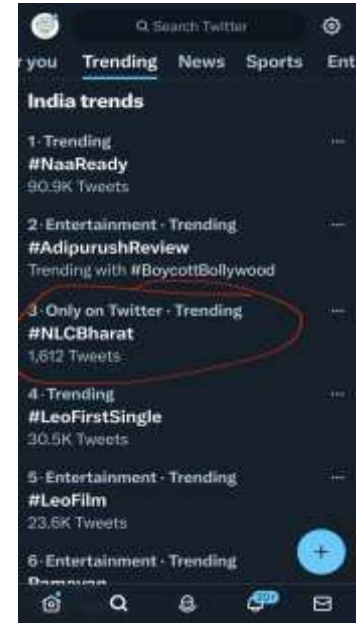 Search Twitter
r you Trending News Sports Ent
India trends
1 · Trending
#NaaReady
90.9K Tweets
2 · Entertainment · Trending
#AdipurushReview
Trending with #BoycottBollywood
3 · Only on Twitter · Trending
#NLCBharat
1,612 Tweets
4 · Trending
#LeoFirstSingle
30.5K Tweets
5 · Entertainment · Trending
#LeoFilm
23.6K Tweets
6 · Entertainment · Trending
Ramayan
20+